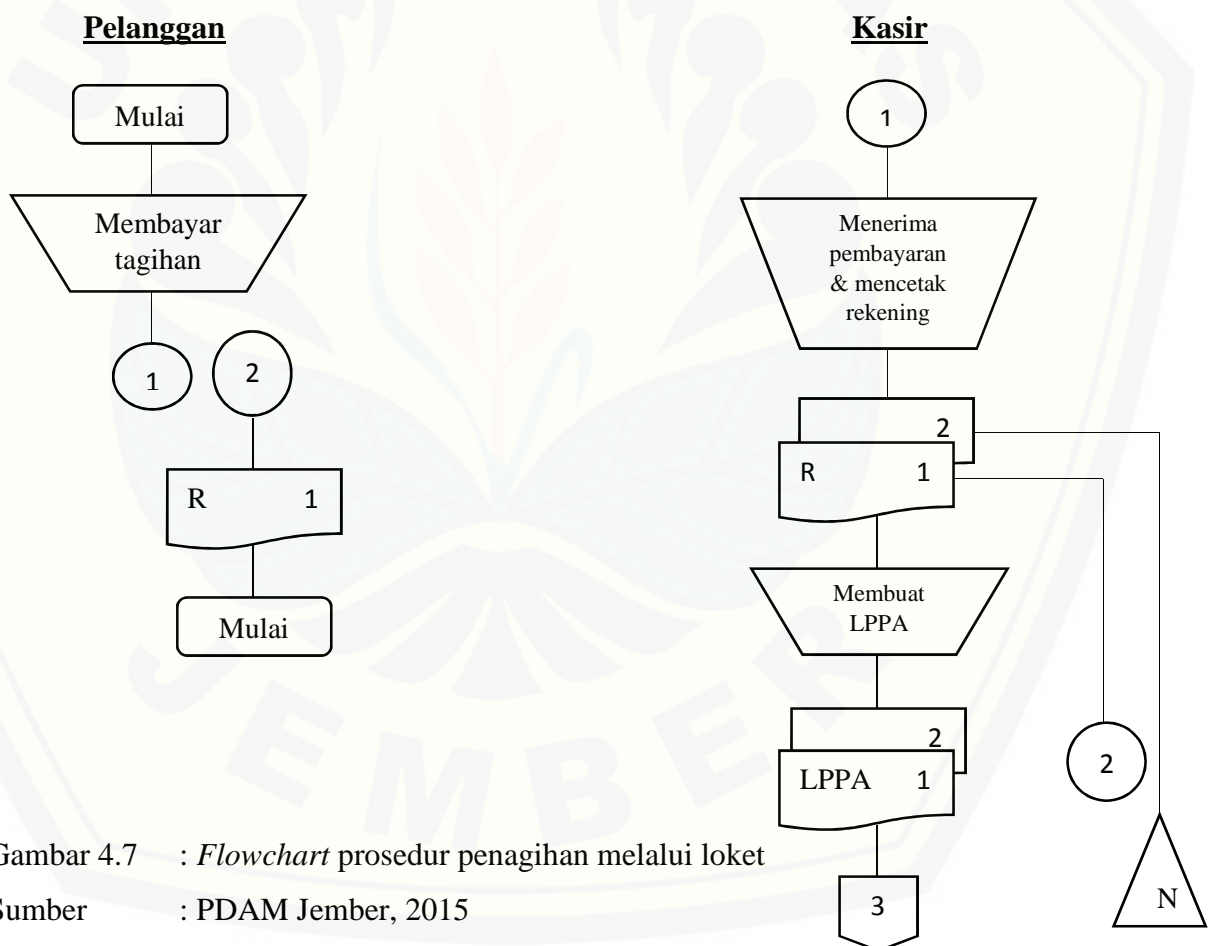 Pelanggan
Mulai
Membayar
tagihan
1
2
R 1
Mulai
Kasir
1
Menerima
pembayaran
& mencetak
rekening
2
R 1
Membuat
LPPA
2
LPPA 1
2
3
N
Gambar 4.7 : Flowchart prosedur penagihan melalui loket
Sumber : PDAM Jember, 2015
JEMBER